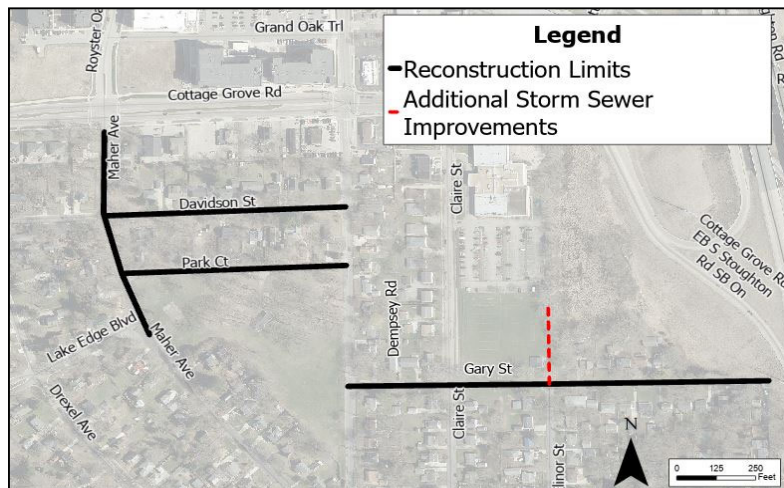 Grand Oak Trl
Legend
Reconstruction Limits
Additional Storm Sewer
Improvements
Cottage Grove Rd
Maher Ave
Claire St
Davidson St
Park Ct
Cottage Grove Rd
EB S Stoughton
Rd SB On
Dempsey Rd
Lake Edge Blvd
Maher Ave
Gary St
Drexel Ave
Claire St
N
0 125 250
Feet